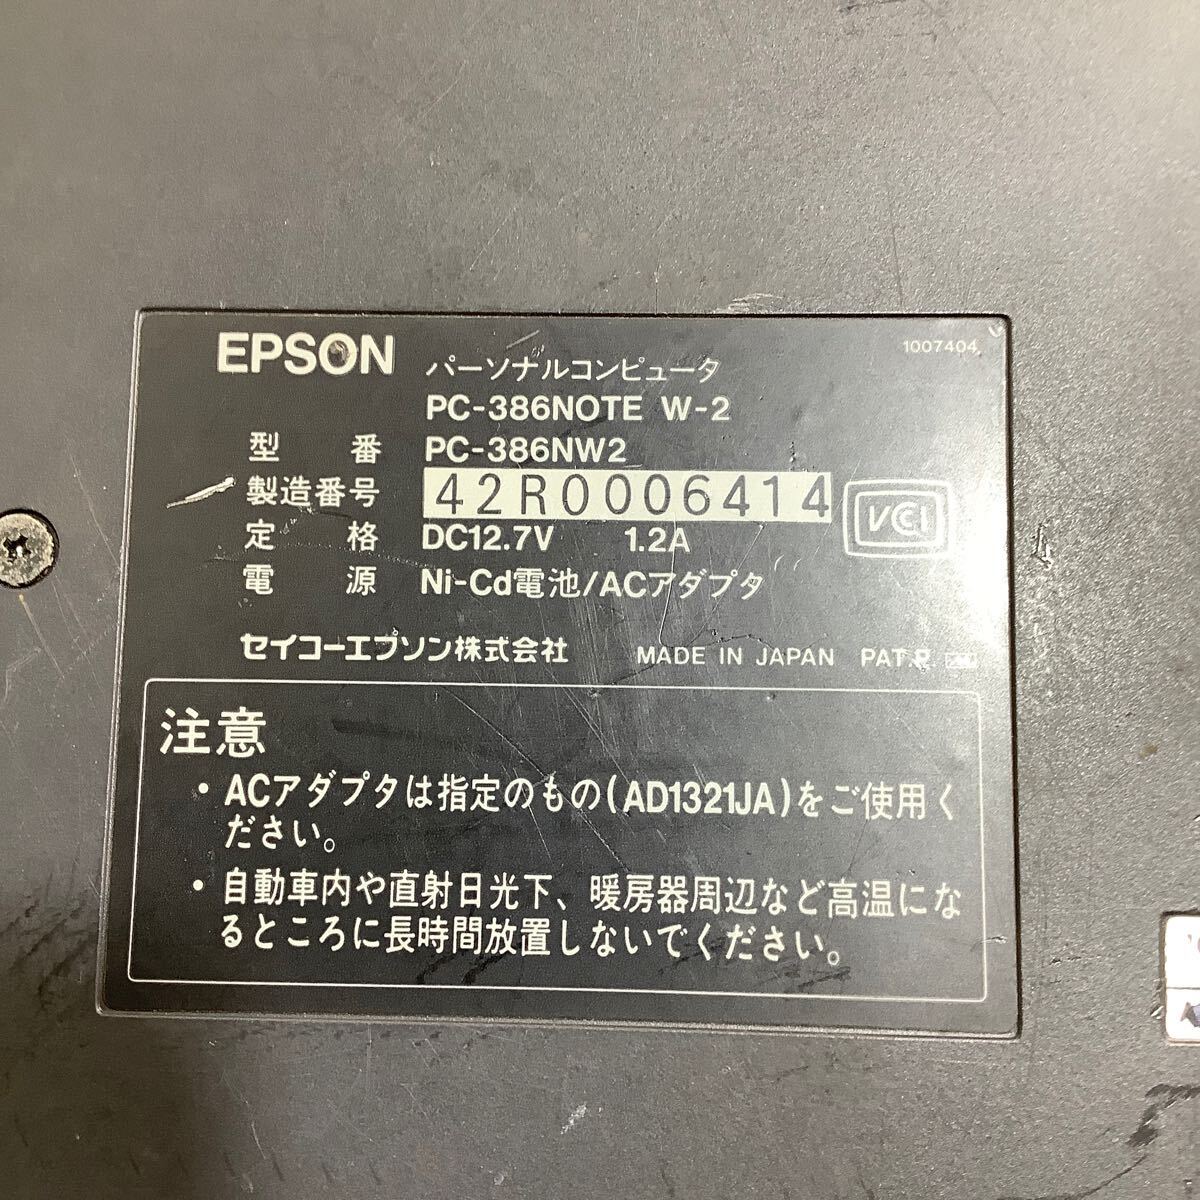 EPSON パーソナルコンピュータ 1007404
PC-386NOTE W-2
型番 PC-386NW2
製造番号 42R0006414 VCCI
定格 DC12.7V 1.2A
電源 Ni-Cd電池/ACアダプタ
セイコーエプソン株式会社 MADE IN JAPAN PAT.P.
注意
・ACアダプタは指定のもの(AD1321JA)をご使用く
ださい。
・自動車内や直射日光下、暖房器周辺など高温にな
るところに長時間放置しないでください。